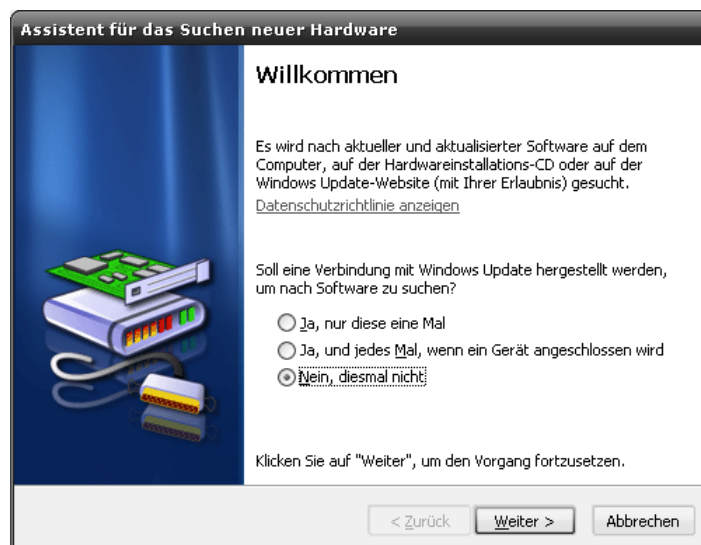 Assistent für das Suchen neuer Hardware
Willkommen
Es wird nach aktueller und aktualisierter Software auf dem
Computer, auf der Hardwareinstallations-CD oder auf der
Windows Update-Website (mit Ihrer Erlaubnis) gesucht.
Datenschutzrichtlinie anzeigen
Soll eine Verbindung mit Windows Update hergestellt werden,
um nach Software zu suchen?
Ja, nur diese eine Mal
Ja, und jedes Mal, wenn ein Gerät angeschlossen wird
Nein, diesmal nicht
Klicken Sie auf "Weiter", um den Vorgang fortzusetzen.
< Zurück Weiter > Abbrechen